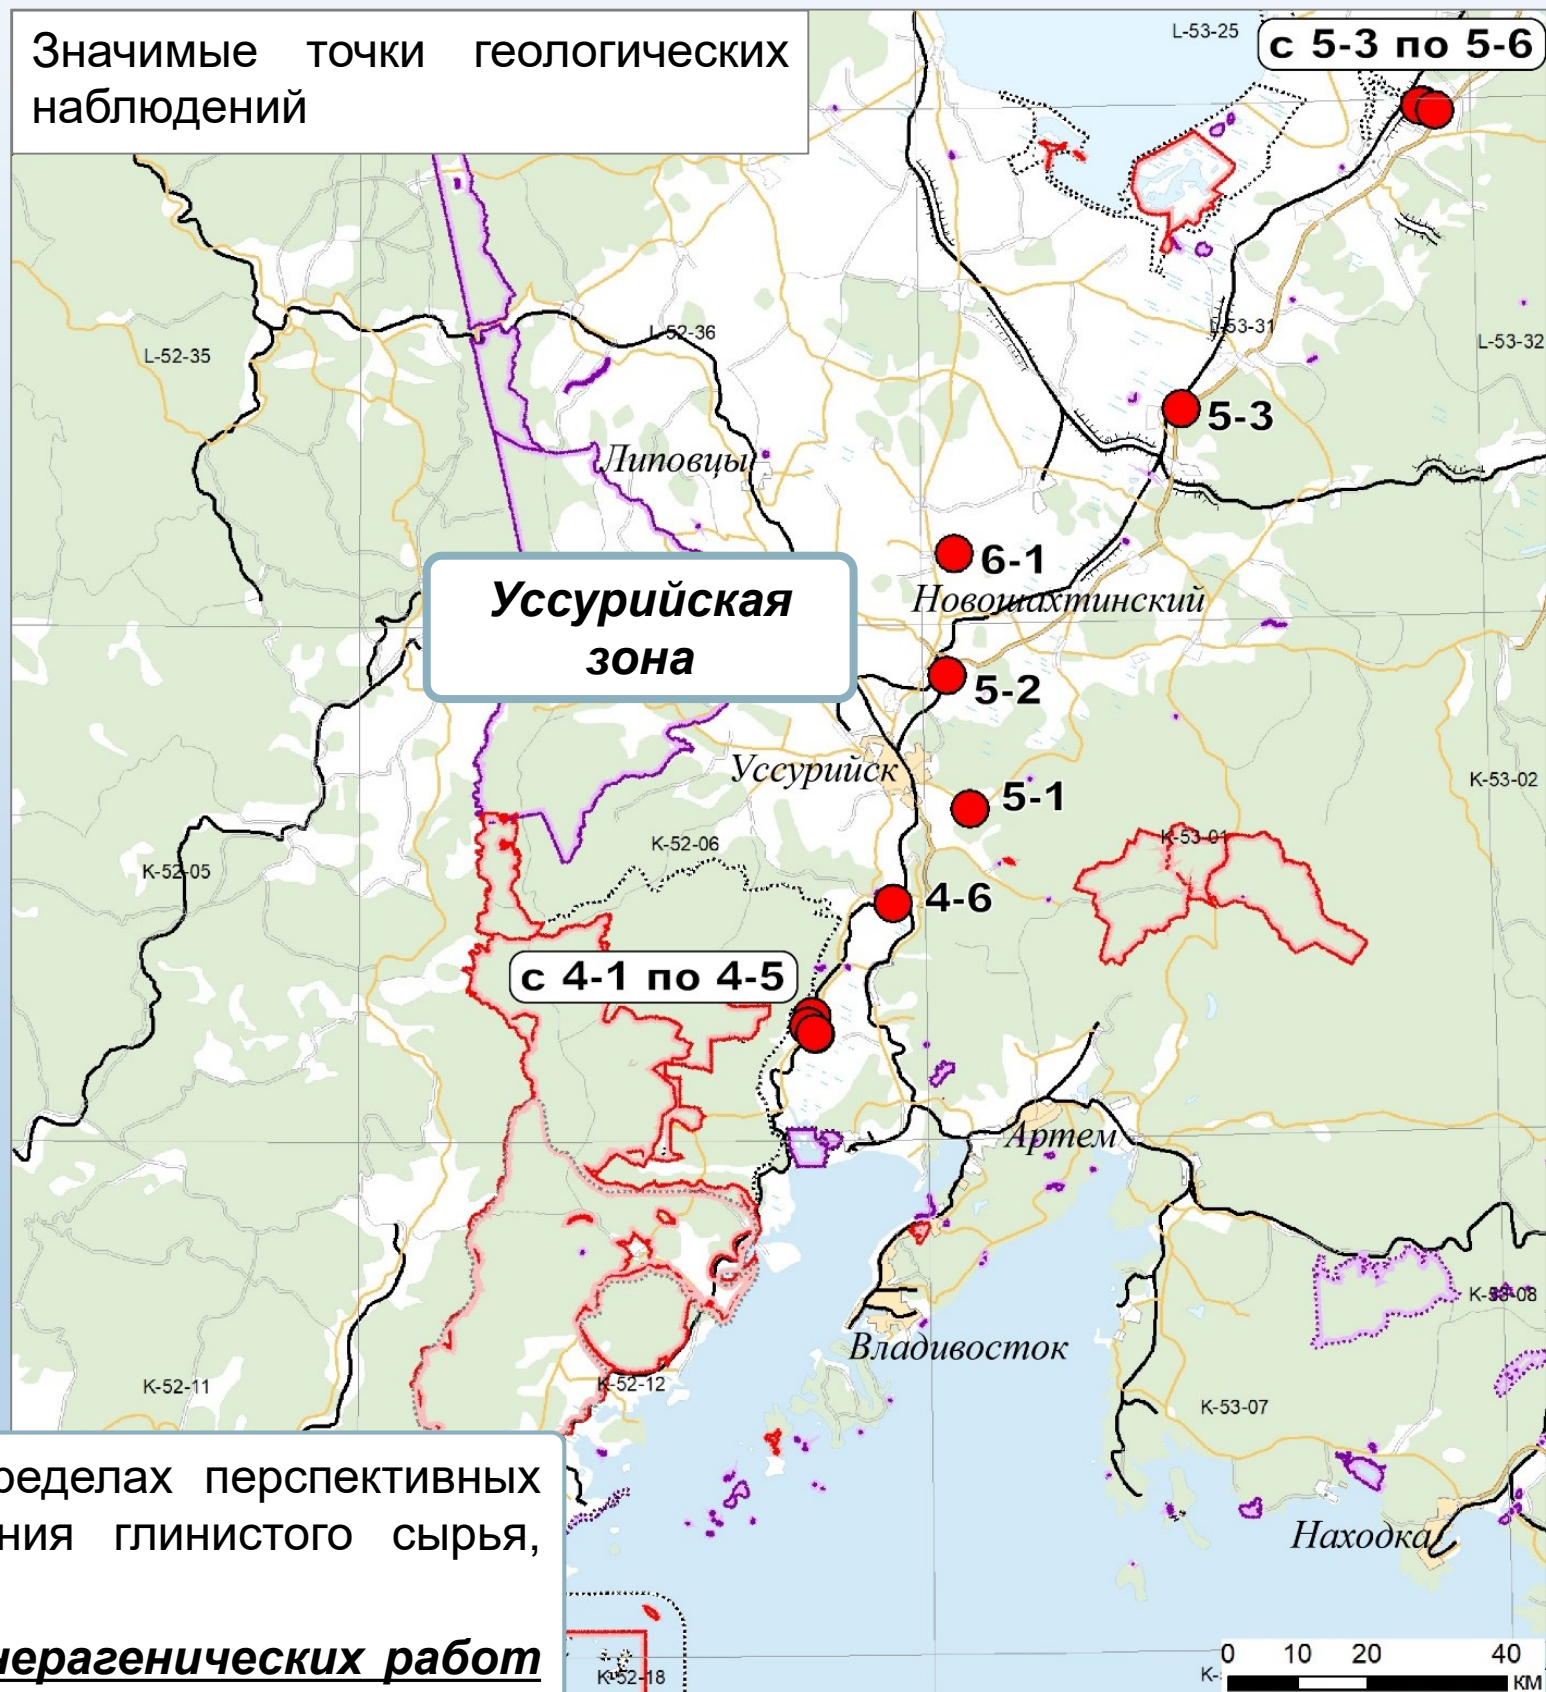 Значимые точки геологических
наблюдений
L-53-25
с 5-3 по 5-6
L-52-36
L-53-31
L-52-35
L-53-32
5-3
Липовцы
6-1
Новошахтинский
Уссурийская
зона
5-2
Уссурийск
K-53-02
5-1
K-53-01
K-52-06
K-52-05
4-6
с 4-1 по 4-5
Артем
K-53-08
Владивосток
K-52-12
K-52-11
K-53-07
ределах перспективных
ния глинистого сырья,
Находка
нерагенических работ
K-52-18
K-
0 10 20 40
км